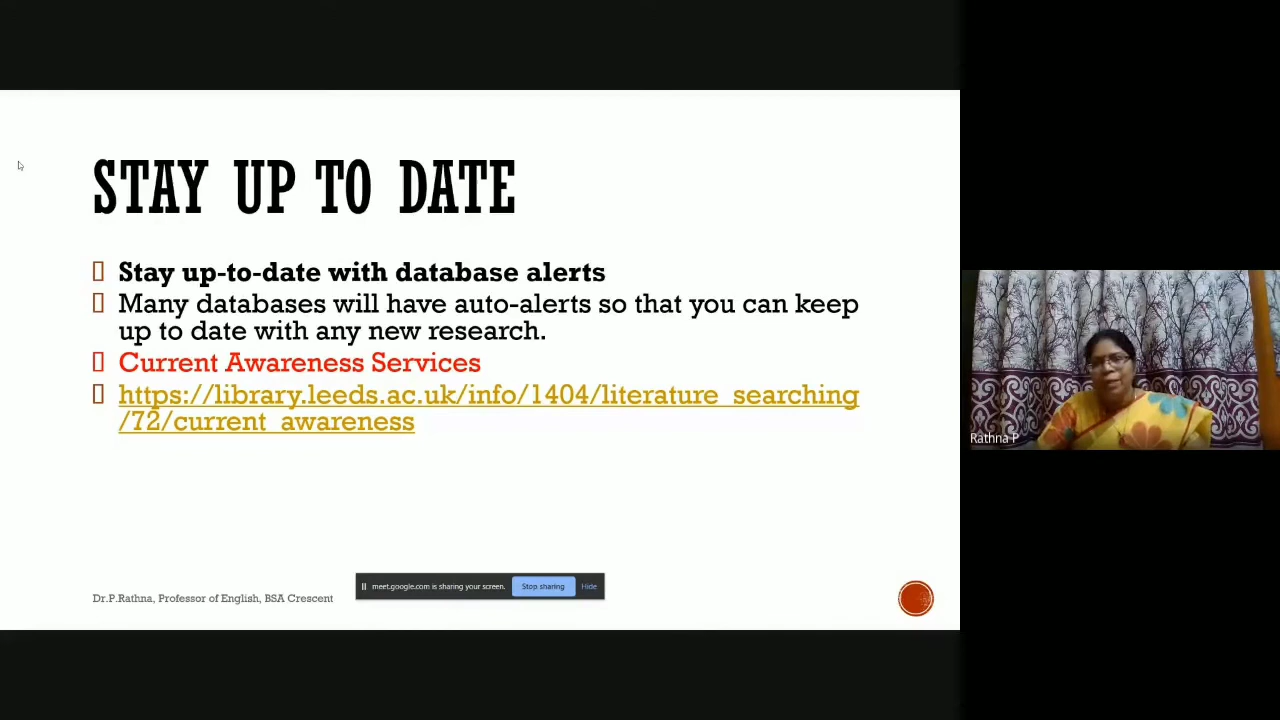 STAY UP TO DATE
Stay up-to-date with database alerts
Many databases will have auto-alerts so that you can keep
up to date with any new research.
Current Awareness Services
https://library.leeds.ac.uk/info/1404/literature_searching
/72/current_awareness
Rathna P
meet.google.com is sharing your screen. Stop sharing Hide
Dr.P.Rathna, Professor of English, BSA Crescent